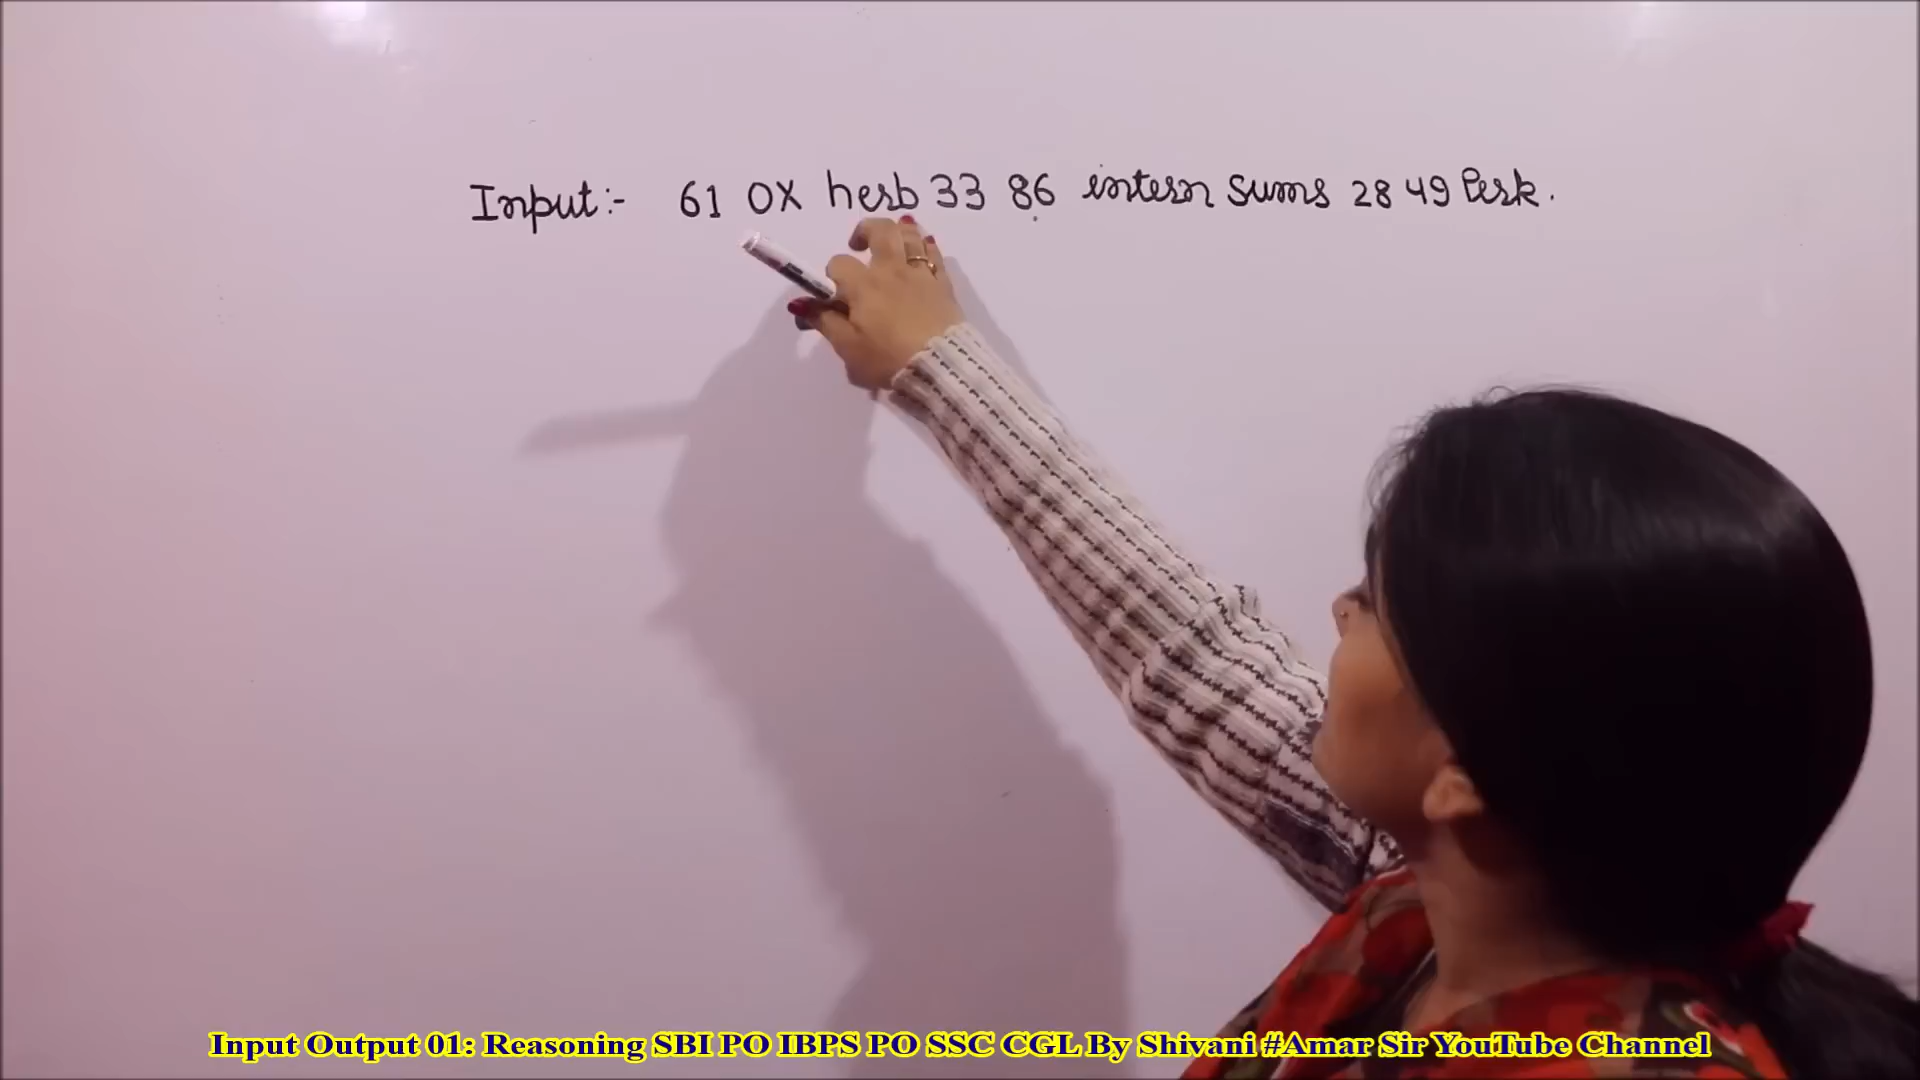 Input:- 61 OX herb 33 86 intern sums 28 49 Perk.
Input Output 01: Reasoning SBI PO IBPS PO SSC CGL By Shivani #Amar Sir YouTube Channel